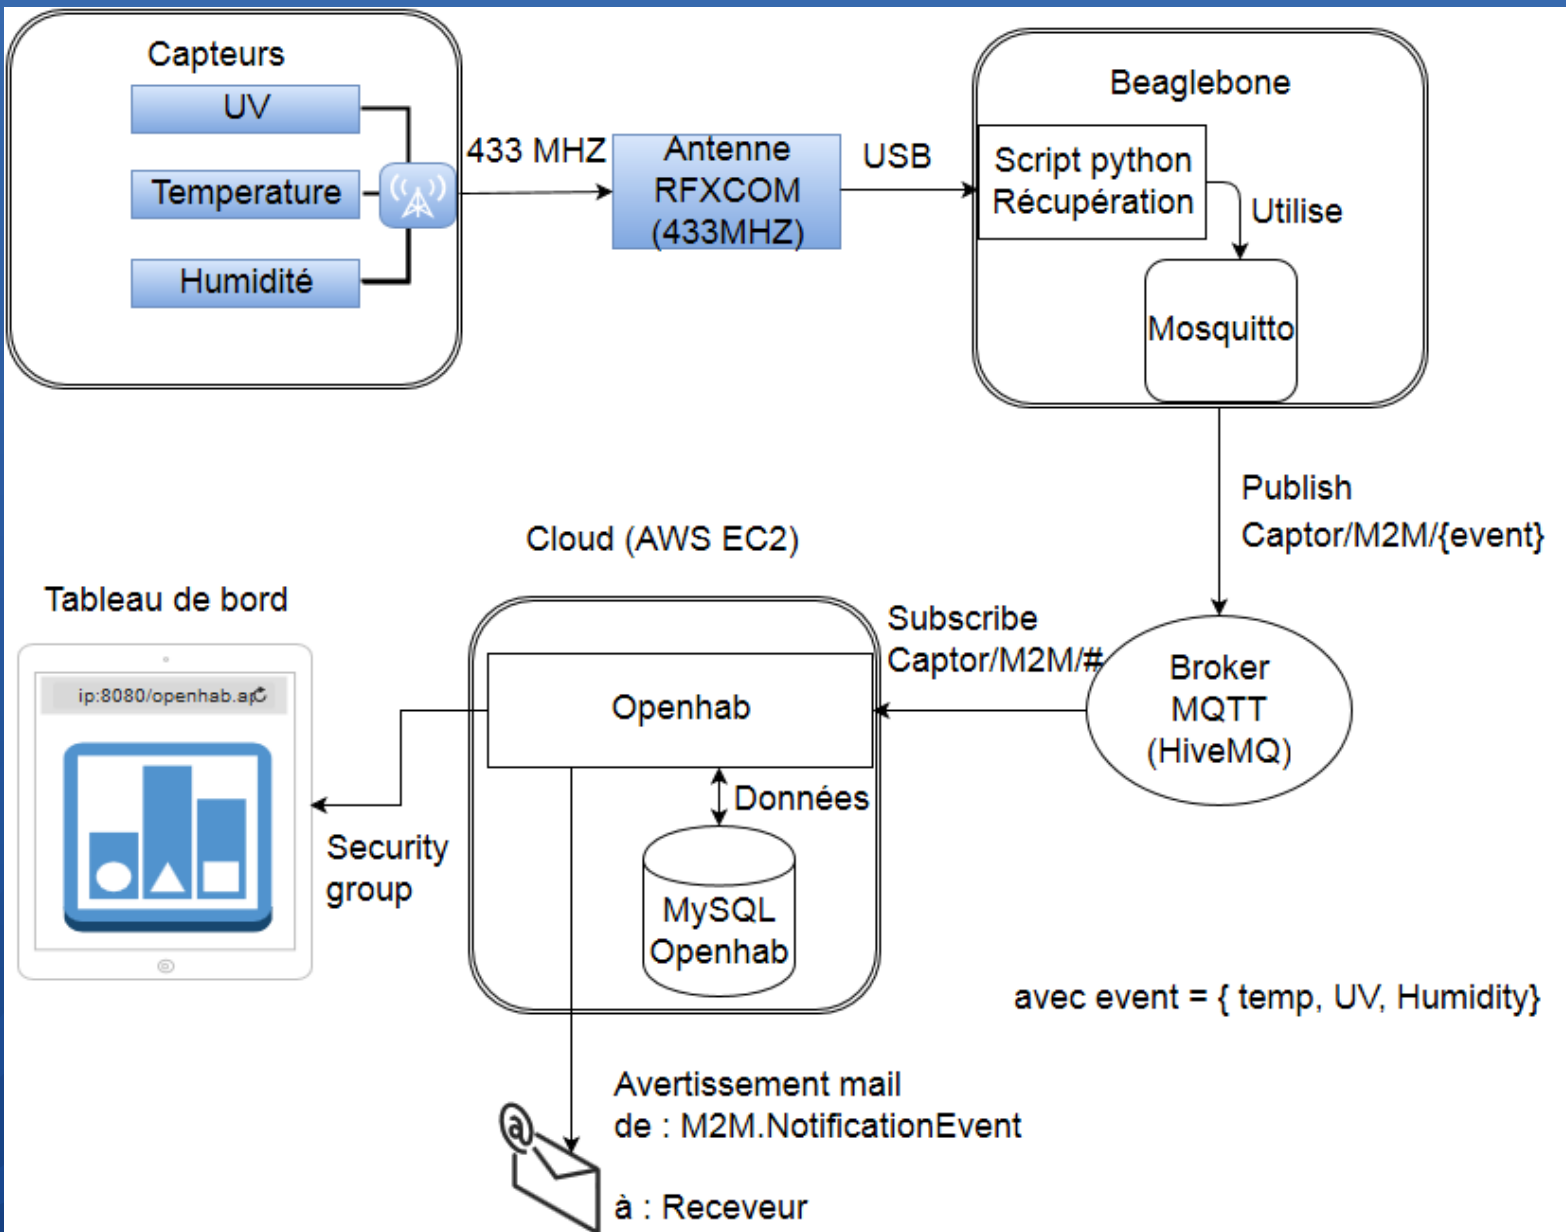 Capteurs
UV
Temperature
Humidité
433 MHZ
Antenne
RFXCOM
(433MHZ)
USB
Beaglebone
Script python
Récupération
Utilise
Mosquitto
Publish
Captor/M2M/{event}
Cloud (AWS EC2)
Tableau de bord
Subscribe
Captor/M2M/#
Broker
MQTT
(HiveMQ)
ip:8080/openhab.ap
Openhab
Données
Security
group
MySQL
Openhab
avec event = { temp, UV, Humidity}
Avertissement mail
de : M2M.NotificationEvent
à : Receveur